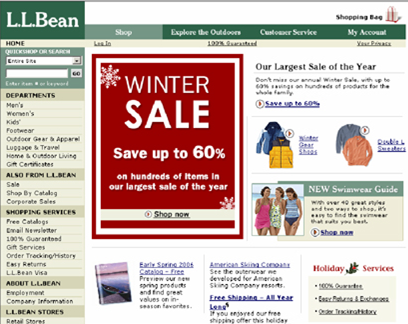 L.L.Bean
Shopping Bag
Shop
Explore the Outdoors
Customer Service
My Account
HOME
Log In
100% Guaranteed
Your Privacy
QUICKSHOP OR SEARCH
Entire Site
GO
Enter item # or keyword
DEPARTMENTS
Men's
Women's
Kids'
Footwear
Outdoor Gear & Apparel
Luggage & Travel
Home & Outdoor Living
Gift Certificates
ALSO FROM L.L.BEAN
Sale
Shop By Catalog
Corporate Sales
SHOPPING SERVICES
Free Catalogs
Email Newsletter
100% Guaranteed
Gift Services
Order Tracking/History
Easy Returns
L.L.Bean Visa
ABOUT L.L.BEAN
Employment
Company Information
L.L.BEAN STORES
Retail Stores
WINTER
SALE
Save up to 60%
on hundreds of items in
our largest sale of the year
Shop now
Our Largest Sale of the Year
Don't miss our annual Winter Sale, with up to
60% savings on hundreds of products for the
whole family.
Save up to 60%
Winter
Gear
Shops
Double L
Sweaters
NEW Swimwear Guide
With over 40 great styles
and two ways to shop, it's
easy to find the swimwear
that suits you best.
Shop now
Early Spring 2004
Catalog - Free
Preview our new
spring products
and find great
values on in-
season favorites.
American Skiing Company
See the outerwear we
developed for American
Skiing Company resorts.
Free Shipping - All Year
Long
If you enjoyed our free
shipping offer this holiday
Holiday Services
100% Guarantee
Easy Returns & Exchanges
Order Tracking/History